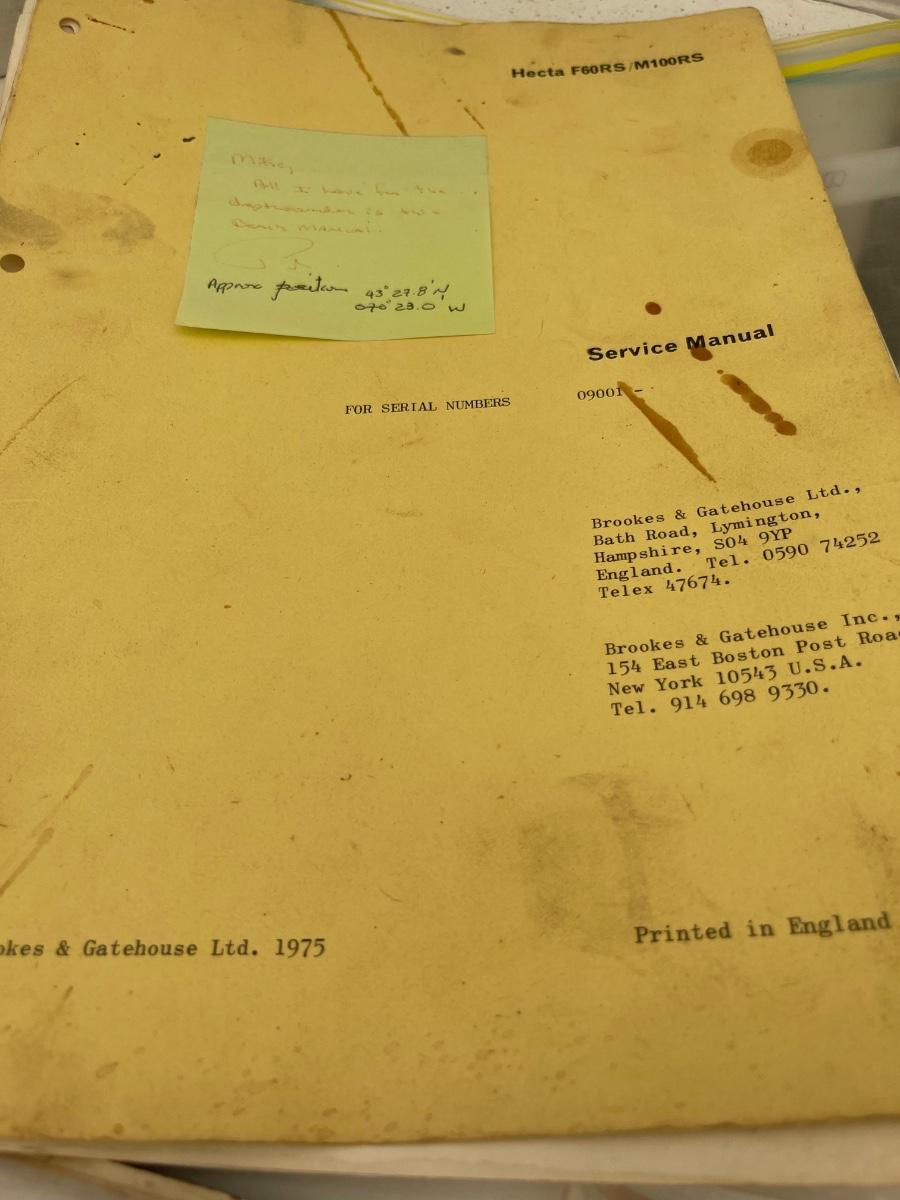 Hecta F60RS/M100RS
Mike,
All I have for the
depthsounder is this
Bench Manual.
Approx position 43° 27.8' N
070° 23.0' W
Service Manual
FOR SERIAL NUMBERS 09001 -
Brookes & Gatehouse Ltd.,
Bath Road, Lymington,
Hampshire, S04 9YP
England. Tel. 0590 74252
Telex 47674.
Brookes & Gatehouse Inc.,
154 East Boston Post Roa
New York 10543 U.S.A.
Tel. 914 698 9330.
okes & Gatehouse Ltd. 1975
Printed in England